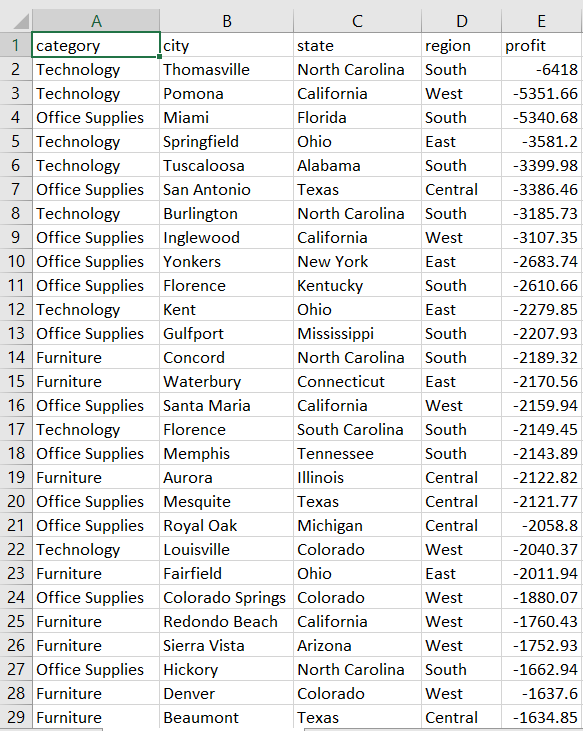 A B C D E
1 category city state region profit
2 Technology Thomasville North Carolina South -6418
3 Technology Pomona California West -5351.66
4 Office Supplies Miami Florida South -5340.68
5 Technology Springfield Ohio East -3581.2
6 Technology Tuscaloosa Alabama South -3399.98
7 Office Supplies San Antonio Texas Central -3386.46
8 Technology Burlington North Carolina South -3185.73
9 Office Supplies Inglewood California West -3107.35
10 Office Supplies Yonkers New York East -2683.74
11 Office Supplies Florence Kentucky South -2610.66
12 Technology Kent Ohio East -2279.85
13 Office Supplies Gulfport Mississippi South -2207.93
14 Furniture Concord North Carolina South -2189.32
15 Furniture Waterbury Connecticut East -2170.56
16 Office Supplies Santa Maria California West -2159.94
17 Technology Florence South Carolina South -2149.45
18 Office Supplies Memphis Tennessee South -2143.89
19 Furniture Aurora Illinois Central -2122.82
20 Office Supplies Mesquite Texas Central -2121.77
21 Office Supplies Royal Oak Michigan Central -2058.8
22 Technology Louisville Colorado West -2040.37
23 Furniture Fairfield Ohio East -2011.94
24 Office Supplies Colorado Springs Colorado West -1880.07
25 Furniture Redondo Beach California West -1760.43
26 Furniture Sierra Vista Arizona West -1752.93
27 Office Supplies Hickory North Carolina South -1662.94
28 Furniture Denver Colorado West -1637.6
29 Furniture Beaumont Texas Central -1634.85